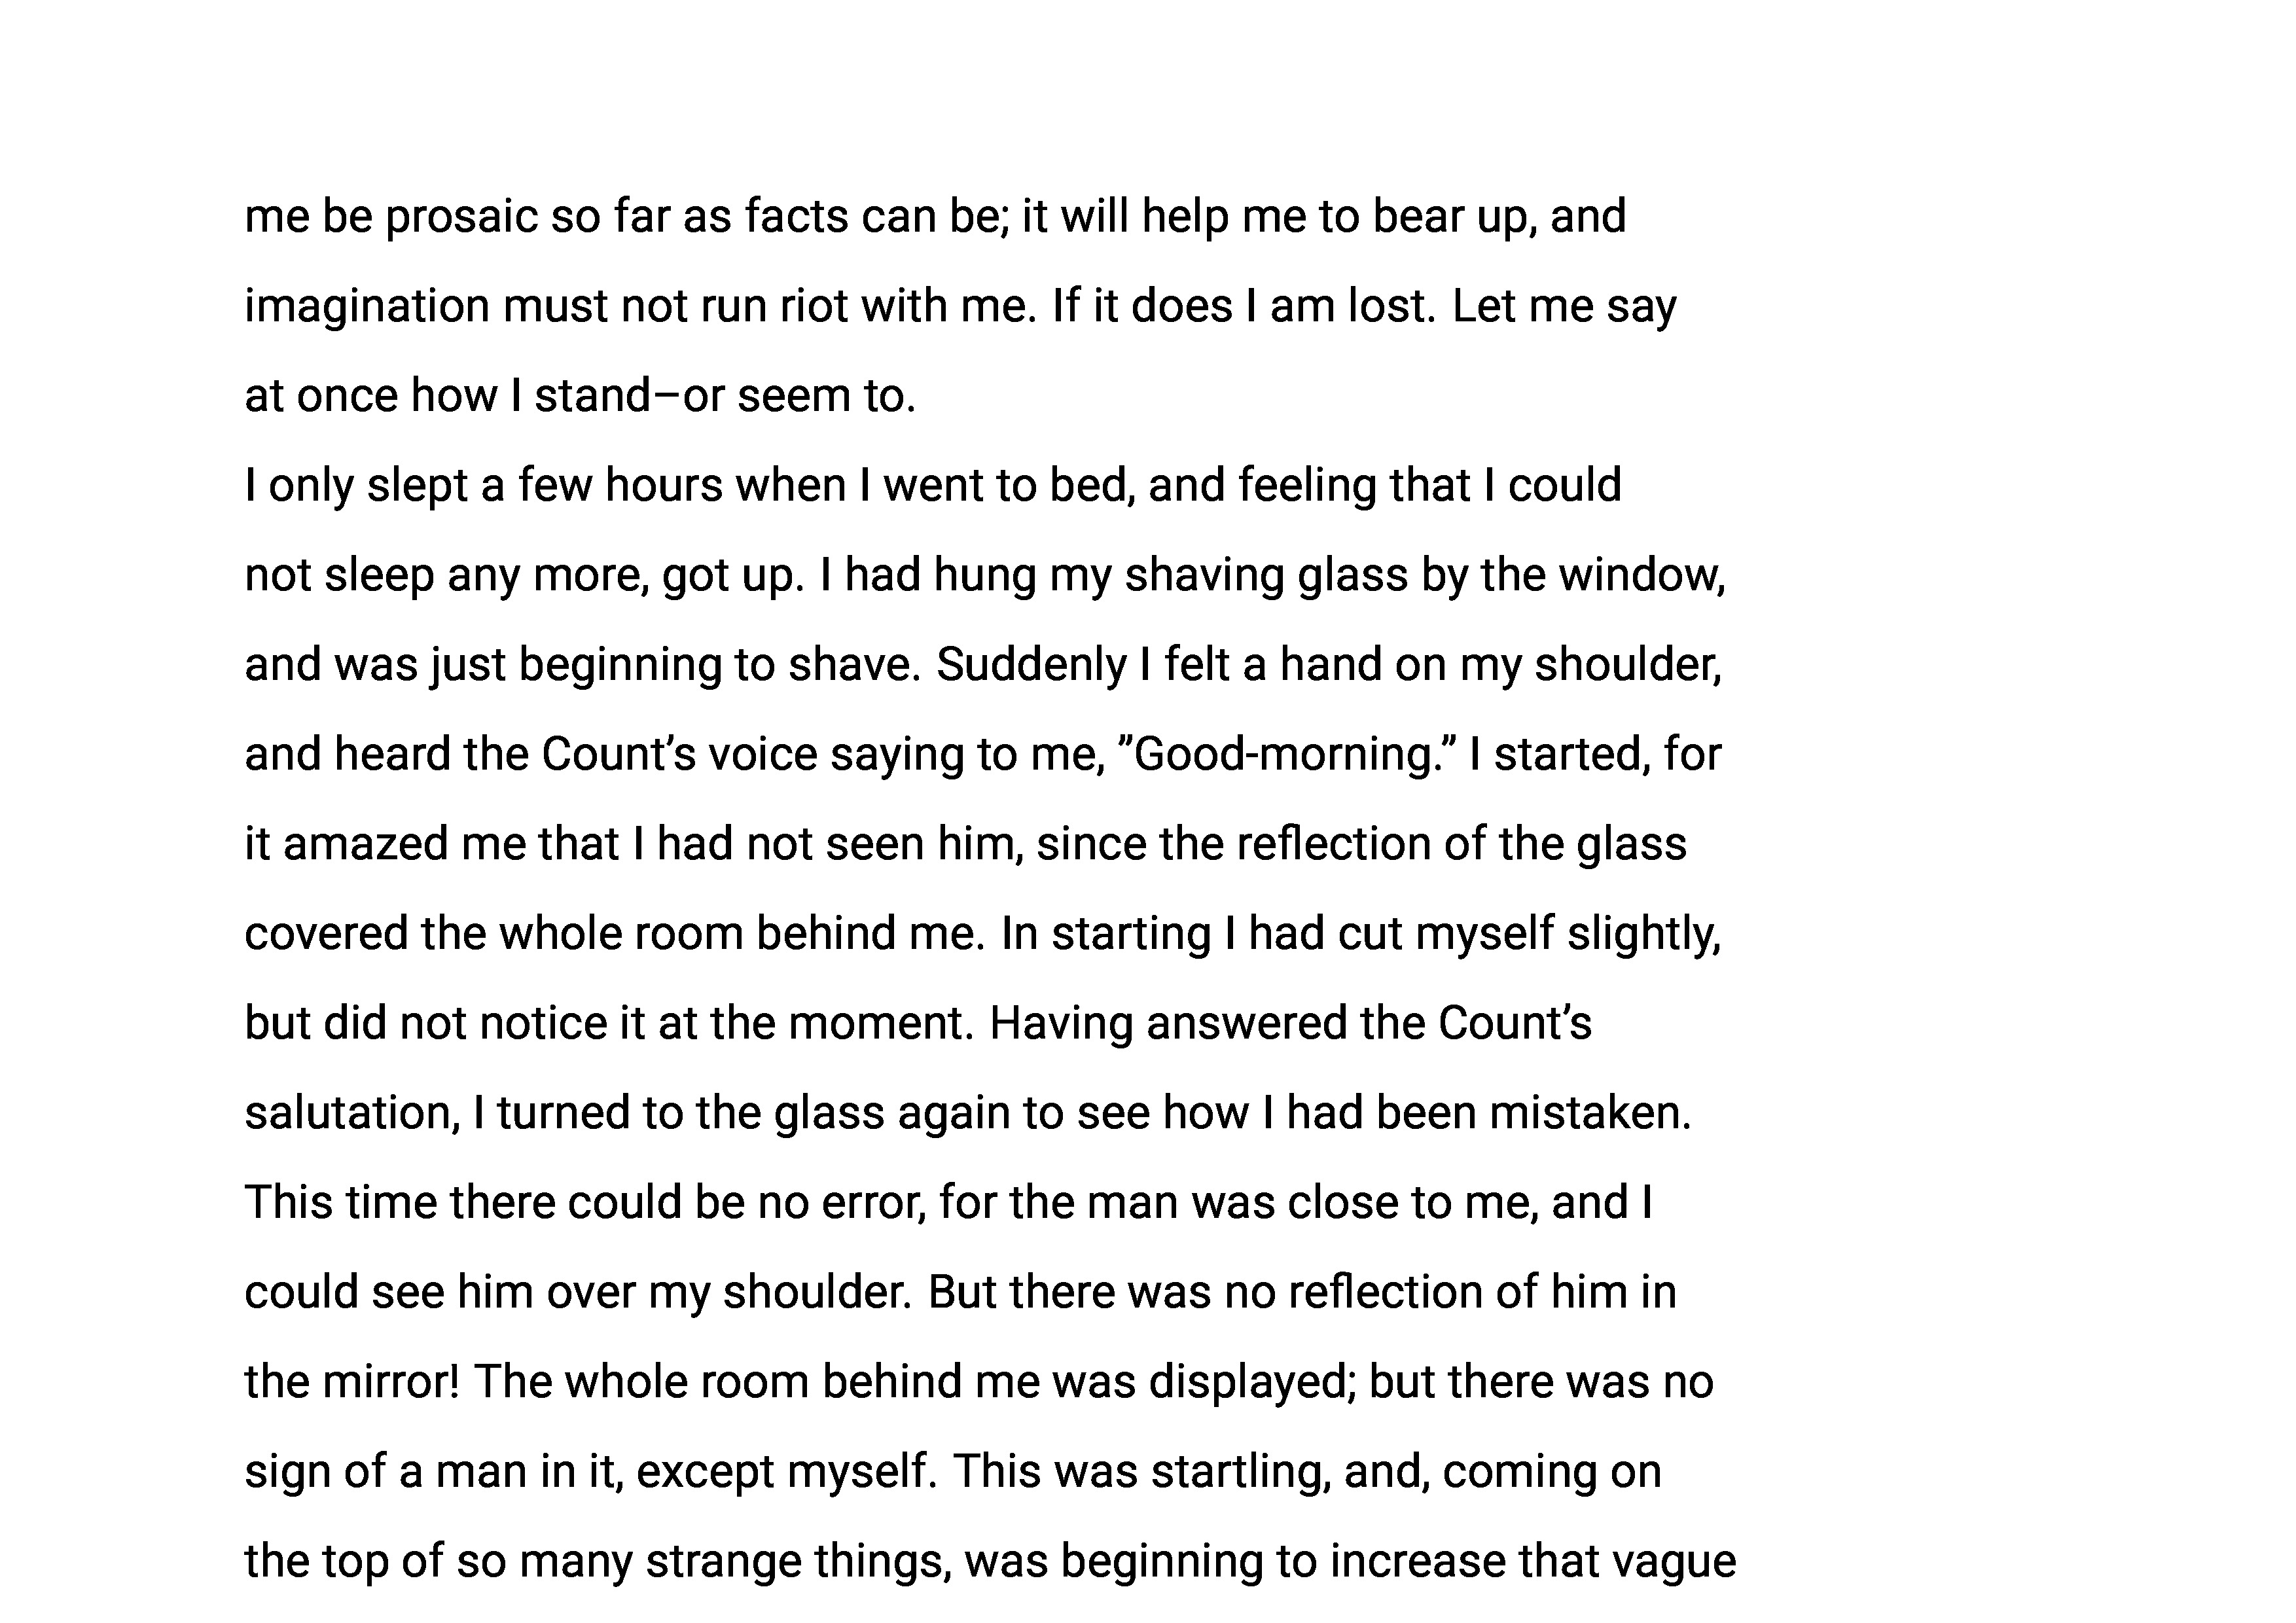 me be prosaic so far as facts can be; it will help me to bear up, and
imagination must not run riot with me. If it does I am lost. Let me say
at once how I stand–or seem to.
I only slept a few hours when I went to bed, and feeling that I could
not sleep any more, got up. I had hung my shaving glass by the window,
and was just beginning to shave. Suddenly I felt a hand on my shoulder,
and heard the Count’s voice saying to me, ”Good-morning.” I started, for
it amazed me that I had not seen him, since the reflection of the glass
covered the whole room behind me. In starting I had cut myself slightly,
but did not notice it at the moment. Having answered the Count’s
salutation, I turned to the glass again to see how I had been mistaken.
This time there could be no error, for the man was close to me, and I
could see him over my shoulder. But there was no reflection of him in
the mirror! The whole room behind me was displayed; but there was no
sign of a man in it, except myself. This was startling, and, coming on
the top of so many strange things, was beginning to increase that vague